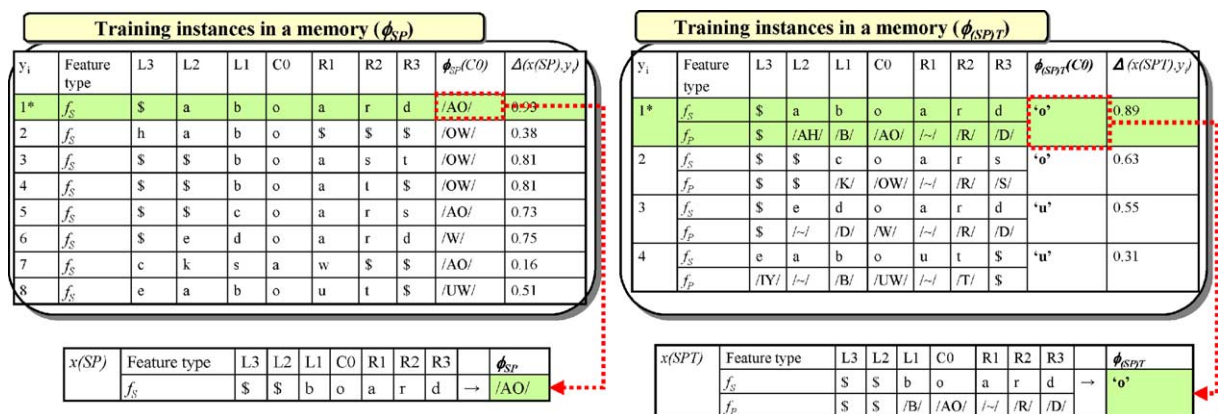 Training instances in a memory (ϕSP)
yi Feature type L3 L2 L1 C0 R1 R2 R3 ϕSP(C0) Δ(x(SP),yi)
1* fS $ a b o a r d /AO/ 0.93
2 fS h a b o $ $ $ /OW/ 0.38
3 fS $ $ b o a s t /OW/ 0.81
4 fS $ $ b o a t $ /OW/ 0.81
5 fS $ $ c o a r s /AO/ 0.73
6 fS $ e d o a r d /W/ 0.75
7 fS c k s a w $ $ /AO/ 0.16
8 fS e a b o u t $ /UW/ 0.51
x(SP) Feature type L3 L2 L1 C0 R1 R2 R3 ϕSP
fS $ $ b o a r d → /AO/
Training instances in a memory (ϕ(SP)T)
yi Feature type L3 L2 L1 C0 R1 R2 R3 ϕ(SP)T(C0) Δ(x(SPT),yi)
1* fS $ a b o a r d ‘o’ 0.89
fP $ /AH/ /B/ /AO/ /~/ /R/ /D/
2 fS $ $ c o a r s ‘o’ 0.63
fP $ $ /K/ /OW/ /~/ /R/ /S/
3 fS $ e d o a r d ‘u’ 0.55
fP $ /~/ /D/ /W/ /~/ /R/ /D/
4 fS e a b o u t $ ‘u’ 0.31
fP /IY/ /~/ /B/ /UW/ /~/ /T/ $
x(SPT) Feature type L3 L2 L1 C0 R1 R2 R3 ϕ(SP)T
fS $ $ b o a r d → ‘o’
fP $ $ /B/ /AO/ /~/ /R/ /D/